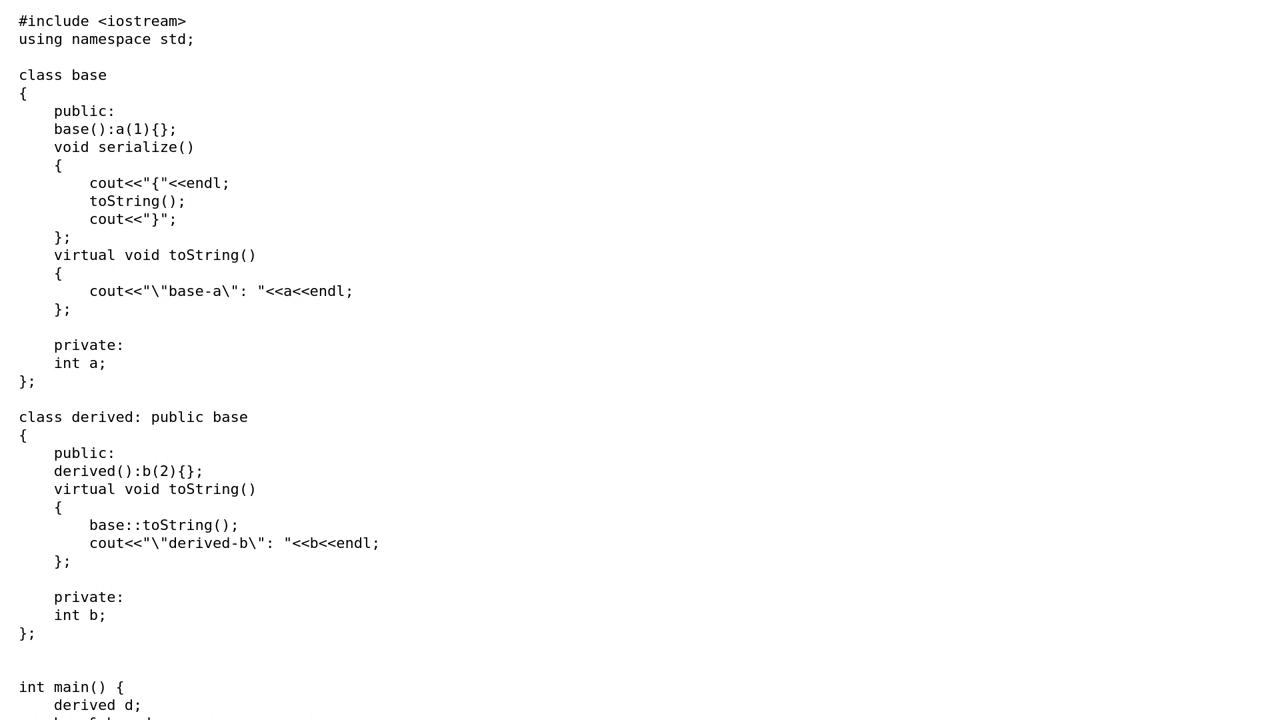 #include <iostream>
using namespace std;

class base
{
    public:
    base():a(1){};
    void serialize()
    {
        cout<<"{"<<endl;
        toString();
        cout<<"}";
    };
    virtual void toString()
    {
        cout<<"\"base-a\": "<<a<<endl;
    };

    private:
    int a;
};

class derived: public base
{
    public:
    derived():b(2){};
    virtual void toString()
    {
        base::toString();
        cout<<"\"derived-b\": "<<b<<endl;
    };

    private:
    int b;
};


int main() {
    derived d;